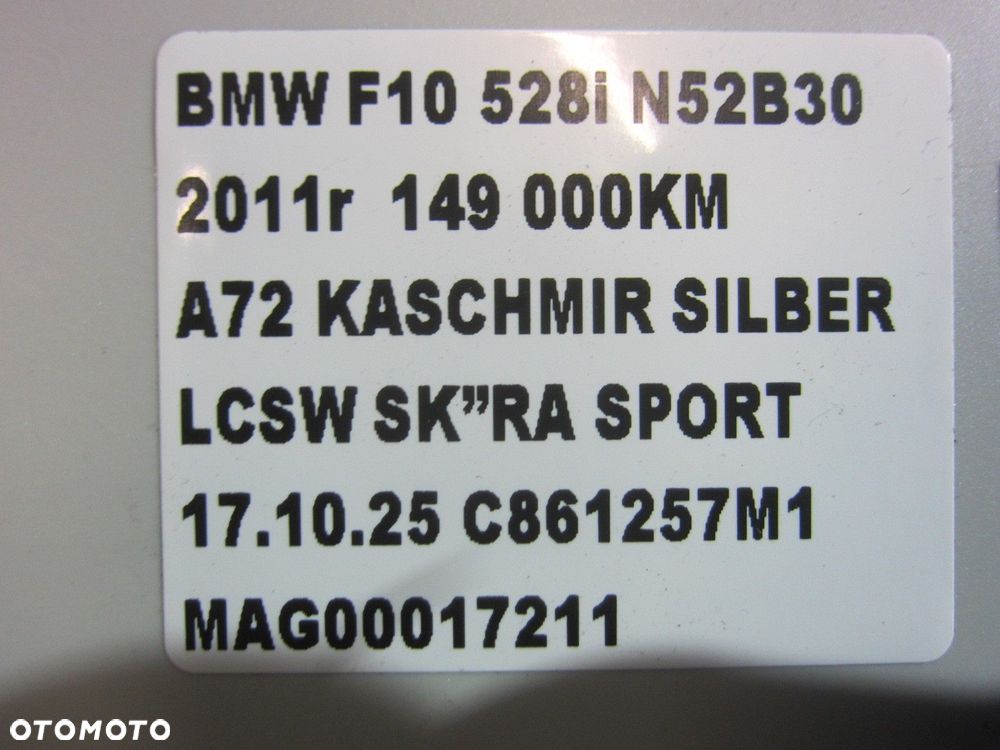 BMW F10 528i N52B30
2011r 149 000KM
A72 KASCHMIR SILBER
LCSW SK”RA SPORT
17.10.25 C861257M1
MAG00017211
OTOMOTO